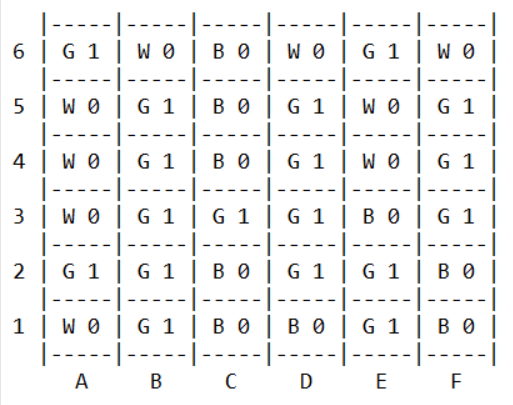 |-----|-----|-----|-----|-----|-----|
6 | G 1 | W 0 | B 0 | W 0 | G 1 | W 0 |
|-----|-----|-----|-----|-----|-----|
5 | W 0 | G 1 | B 0 | G 1 | W 0 | G 1 |
|-----|-----|-----|-----|-----|-----|
4 | W 0 | G 1 | B 0 | G 1 | W 0 | G 1 |
|-----|-----|-----|-----|-----|-----|
3 | W 0 | G 1 | G 1 | G 1 | B 0 | G 1 |
|-----|-----|-----|-----|-----|-----|
2 | G 1 | G 1 | B 0 | G 1 | G 1 | B 0 |
|-----|-----|-----|-----|-----|-----|
1 | W 0 | G 1 | B 0 | B 0 | G 1 | B 0 |
|-----|-----|-----|-----|-----|-----|
A B C D E F